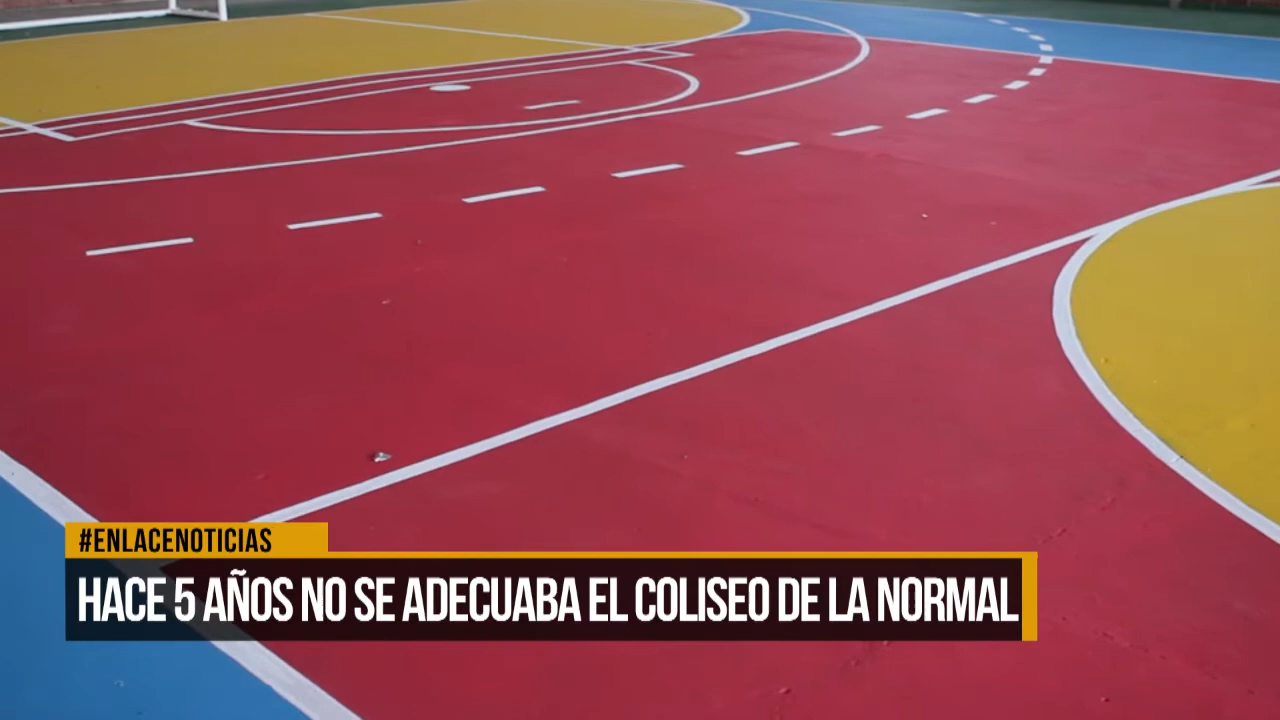 #ENLACENOTICIAS
HACE 5 AÑOS NO SE ADECUABA EL COLISEO DE LA NORMAL